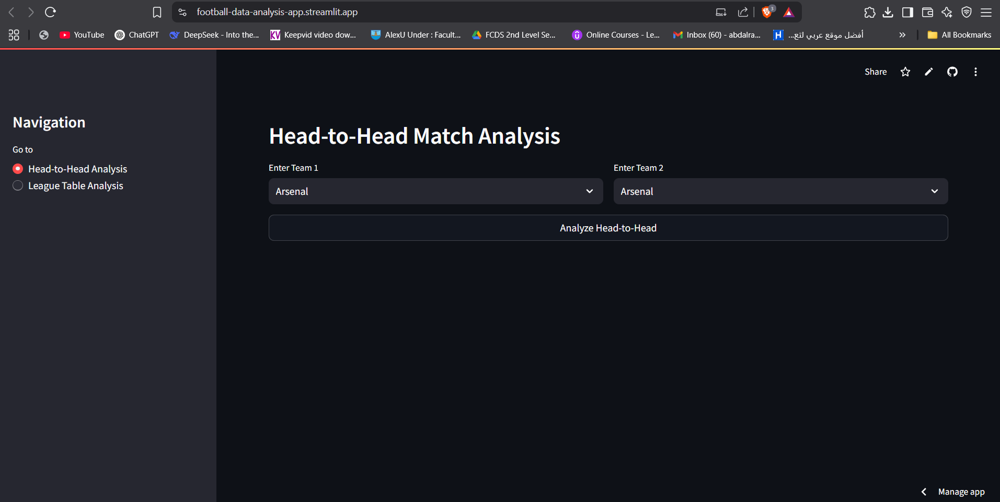 football-data-analysis-app.streamlit.app
3
YouTube
ChatGPT
DeepSeek - Into the...
KV Keepvid video dow...
AlexU Under : Facult...
FCDS 2nd Level Se...
Online Courses - Le...
Inbox (60) - abdalra...
H أفضل موقع عربي لتع...
All Bookmarks
Share
Navigation
Go to
Head-to-Head Analysis
League Table Analysis
Head-to-Head Match Analysis
Enter Team 1
Enter Team 2
Arsenal
Arsenal
Analyze Head-to-Head
Manage app